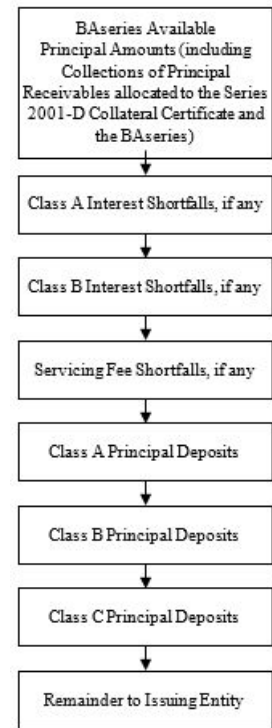 BAseries Available
Principal Amounts (including
Collections of Principal
Receivables allocated to the Series
2001-D Collateral Certificate and
the BAseries)
Class A Interest Shortfalls, if any
Class B Interest Shortfalls, if any
Servicing Fee Shortfalls, if any
Class A Principal Deposits
Class B Principal Deposits
Class C Principal Deposits
Remainder to Issuing Entity